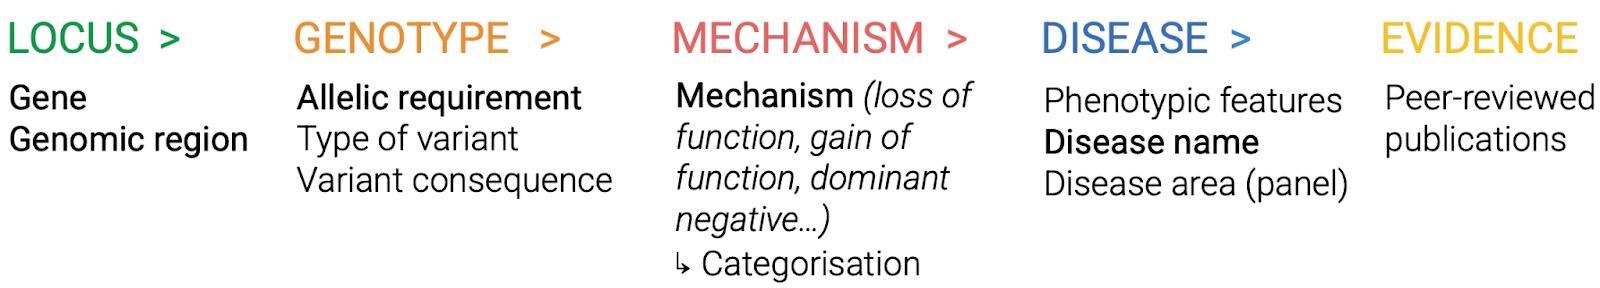 LOCUS >
Gene
Genomic region
GENOTYPE >
Allelic requirement
Type of variant
Variant consequence
MECHANISM >
Mechanism (loss of
function, gain of
function, dominant
negative...)
↳ Categorisation
DISEASE >
Phenotypic features
Disease name
Disease area (panel)
EVIDENCE
Peer-reviewed
publications